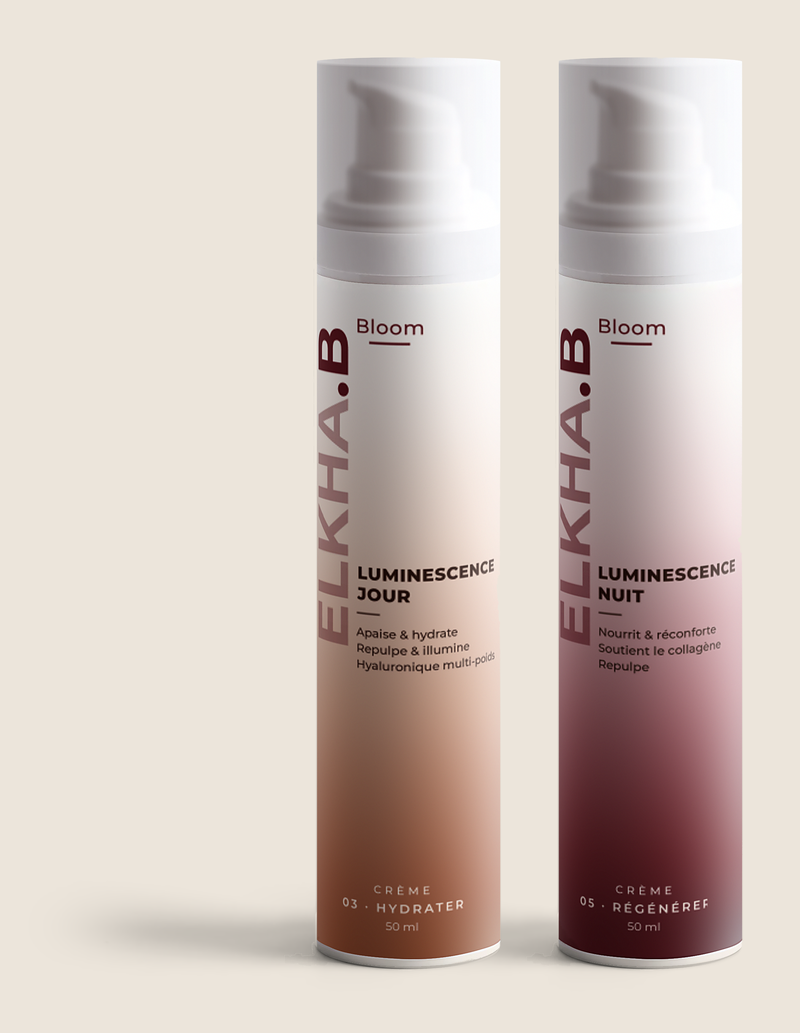 Bloom
ELKHA.B
LUMINESCENCE
JOUR
Apaise & hydrate
Repulpe & illumine
Hyaluronique multi-poids
CRÈME
03 · HYDRATER
50 ml
Bloom
ELKHA.B
LUMINESCENCE
NUIT
Nourrit & réconforte
Soutient le collagène
Repulpe
CRÈME
05 · RÉGÉNÉRER
50 ml